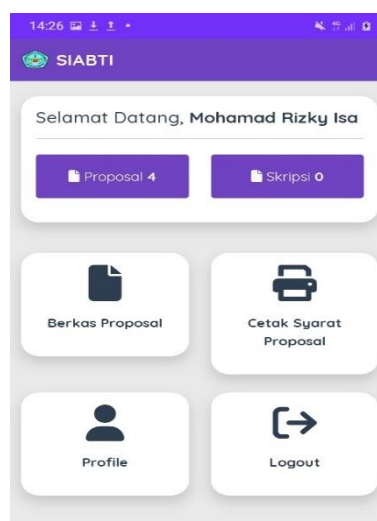 14:26
SIABTI
Selamat Datang, Mohamad Rizky Isa
Proposal 4
Skripsi 0
Berkas Proposal
Cetak Syarat
Proposal
Profile
Logout